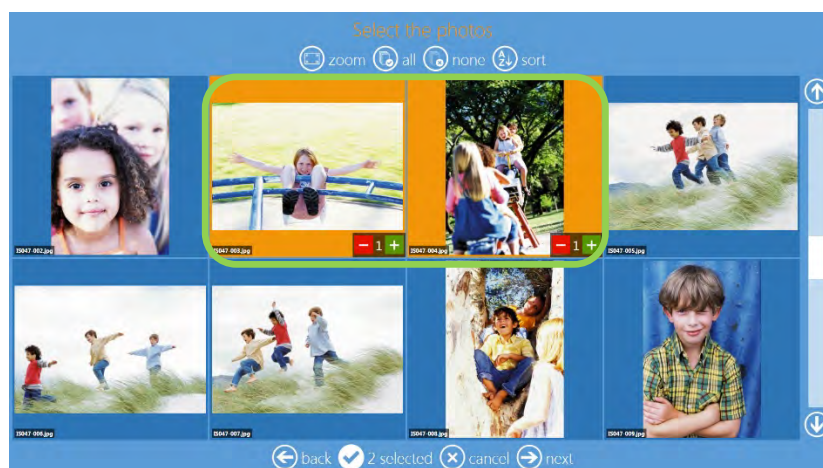 Select the photos
zoom all none sort
IS047-002.jpg
IS047-003.jpg
− 1 +
IS047-004.jpg
− 1 +
IS047-005.jpg
IS047-006.jpg
IS047-007.jpg
IS047-008.jpg
IS047-009.jpg
back 2 selected cancel next